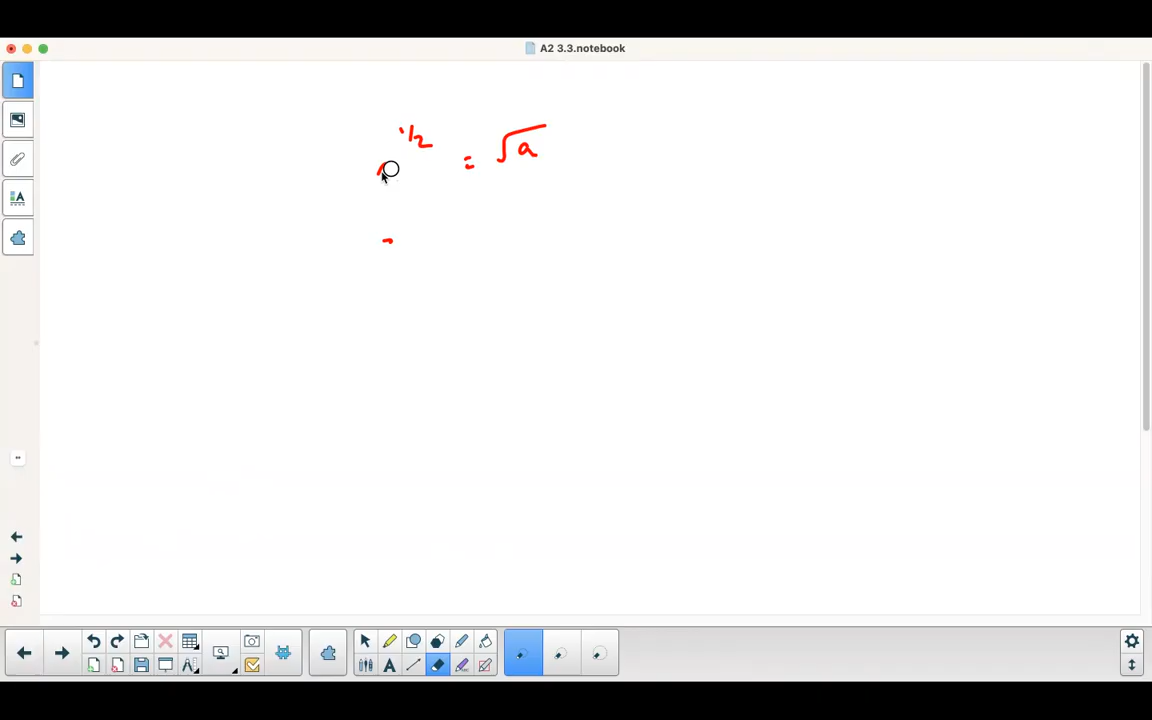 A2 3.3.notebook
1/2 = √a